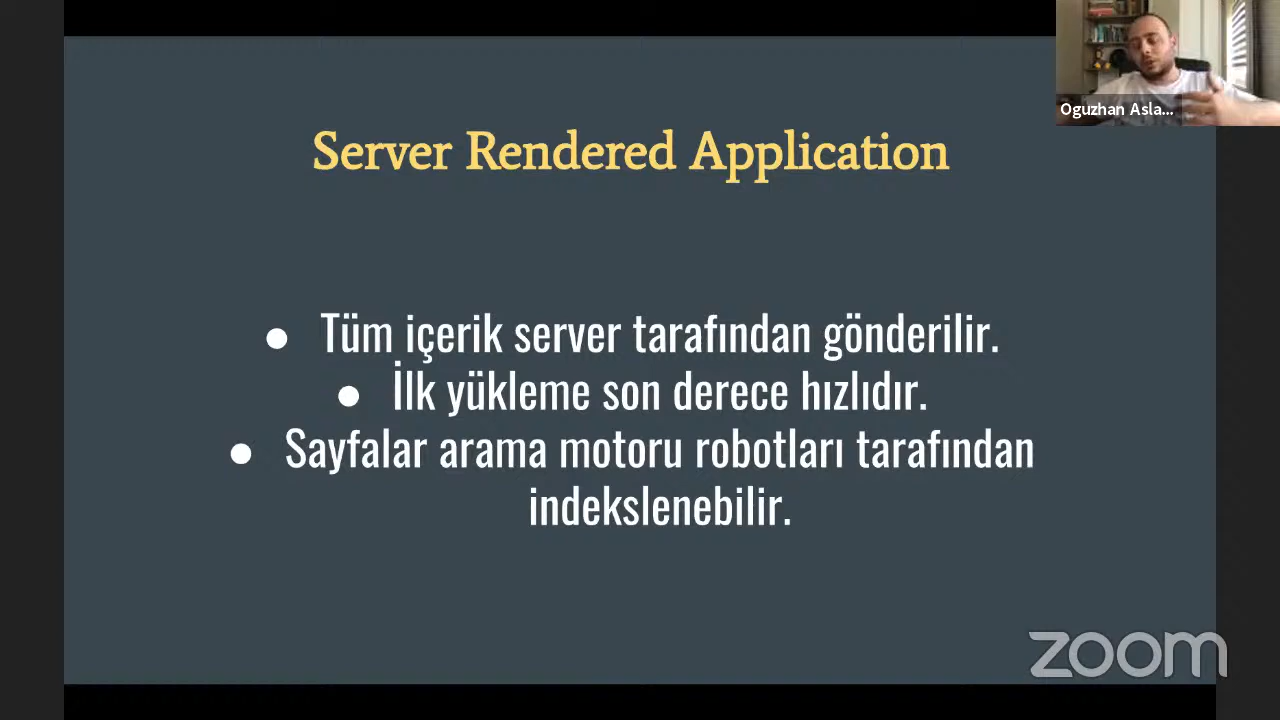 Oguzhan Asla...
Server Rendered Application
● Tüm içerik server tarafından gönderilir.
● İlk yükleme son derece hızlıdır.
● Sayfalar arama motoru robotları tarafından
indekslenebilir.
zoom